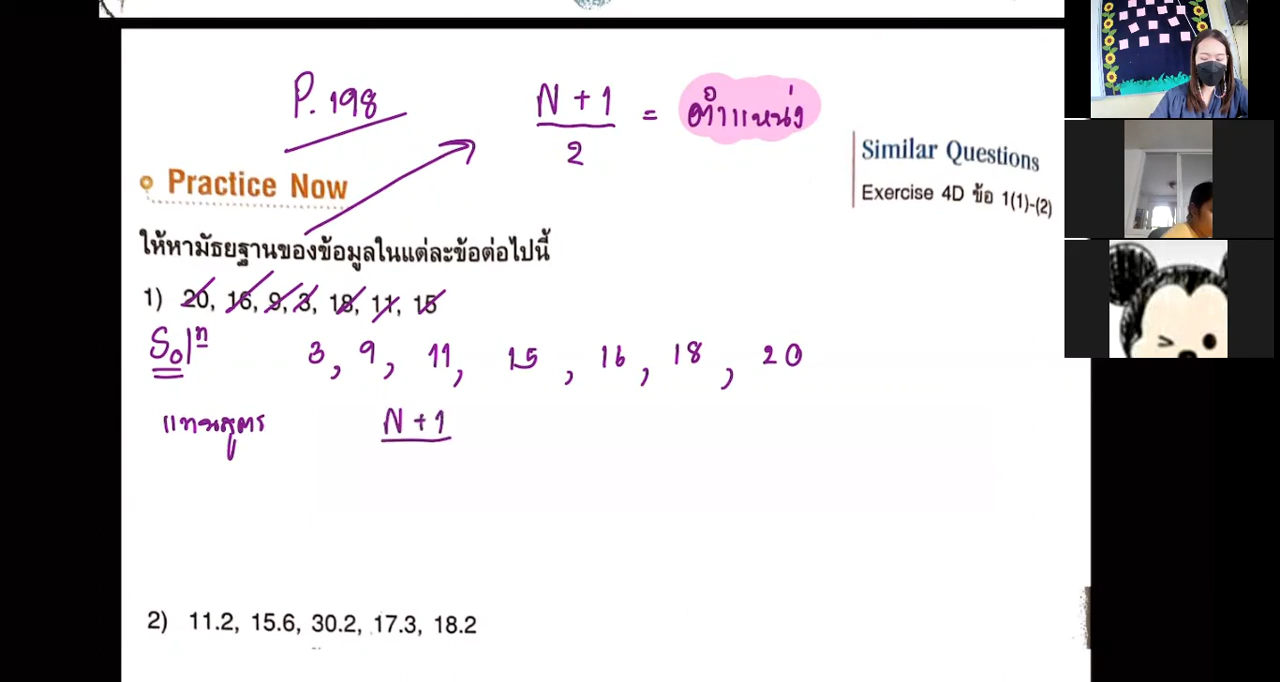 P. 198
N + 1 / 2 = ตำแหน่ง
Similar Questions
Exercise 4D ข้อ 1(1)-(2)
Practice Now
ให้หามัธยฐานของข้อมูลในแต่ละข้อต่อไปนี้
1) 20, 16, 9, 3, 18, 11, 15
Solⁿ 3, 9, 11, 15, 16, 18, 20
แทนสูตร N + 1
2) 11.2, 15.6, 30.2, 17.3, 18.2